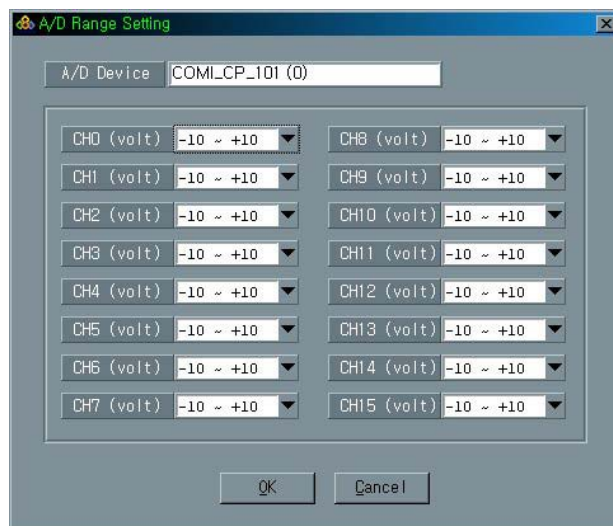 A/D Range Setting
A/D Device COMI_CP_101 (0)
CH0 (volt) -10 ~ +10 CH8 (volt) -10 ~ +10
CH1 (volt) -10 ~ +10 CH9 (volt) -10 ~ +10
CH2 (volt) -10 ~ +10 CH10 (volt) -10 ~ +10
CH3 (volt) -10 ~ +10 CH11 (volt) -10 ~ +10
CH4 (volt) -10 ~ +10 CH12 (volt) -10 ~ +10
CH5 (volt) -10 ~ +10 CH13 (volt) -10 ~ +10
CH6 (volt) -10 ~ +10 CH14 (volt) -10 ~ +10
CH7 (volt) -10 ~ +10 CH15 (volt) -10 ~ +10
OK Cancel